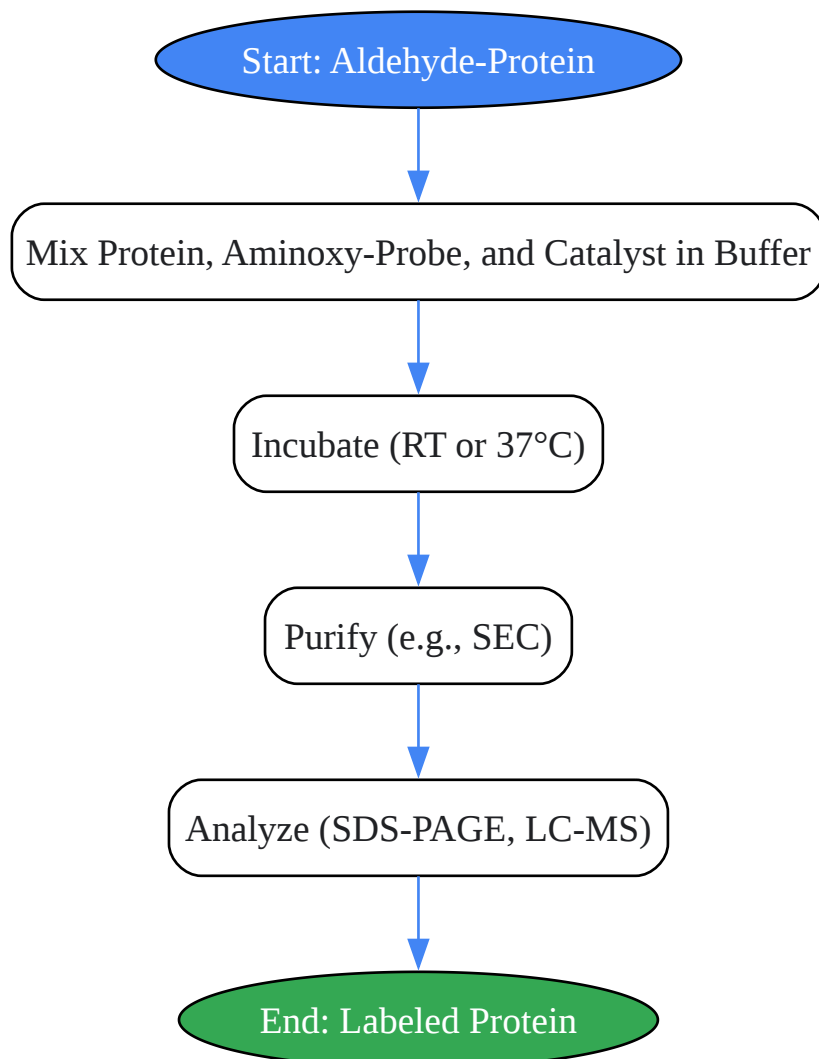 Start: Aldehyde-Protein
Mix Protein, Aminoxy-Probe, and Catalyst in Buffer
Incubate (RT or 37°C)
Purify (e.g., SEC)
Analyze (SDS-PAGE, LC-MS)
End: Labeled Protein